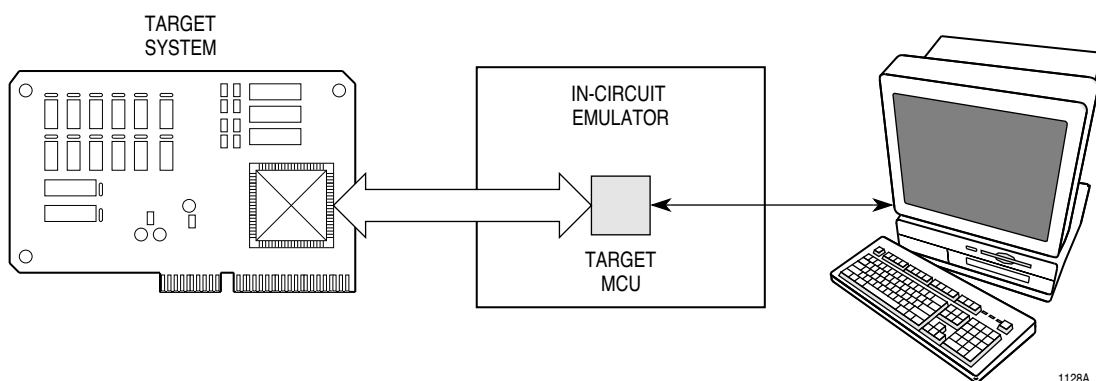 TARGET
SYSTEM
IN-CIRCUIT
EMULATOR
TARGET
MCU
1128A